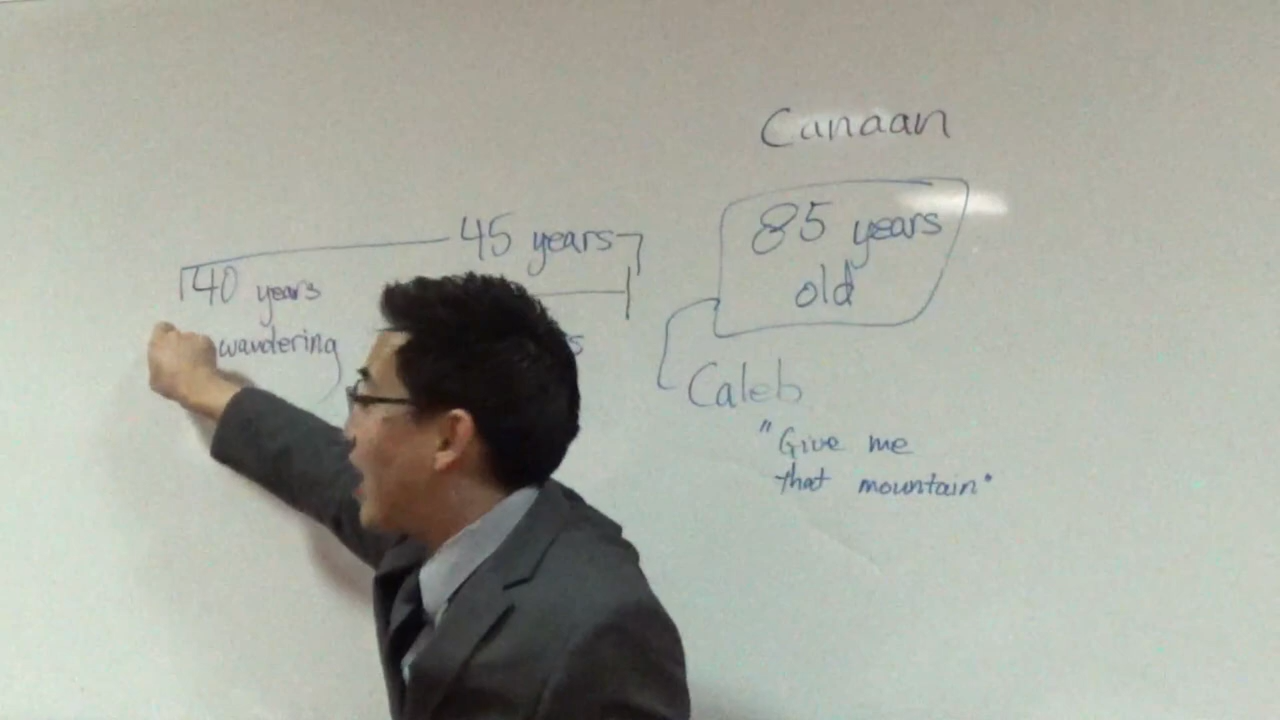 Canaan
45 years
85 years
old
40 years
wandering
Caleb
"Give me
that mountain"